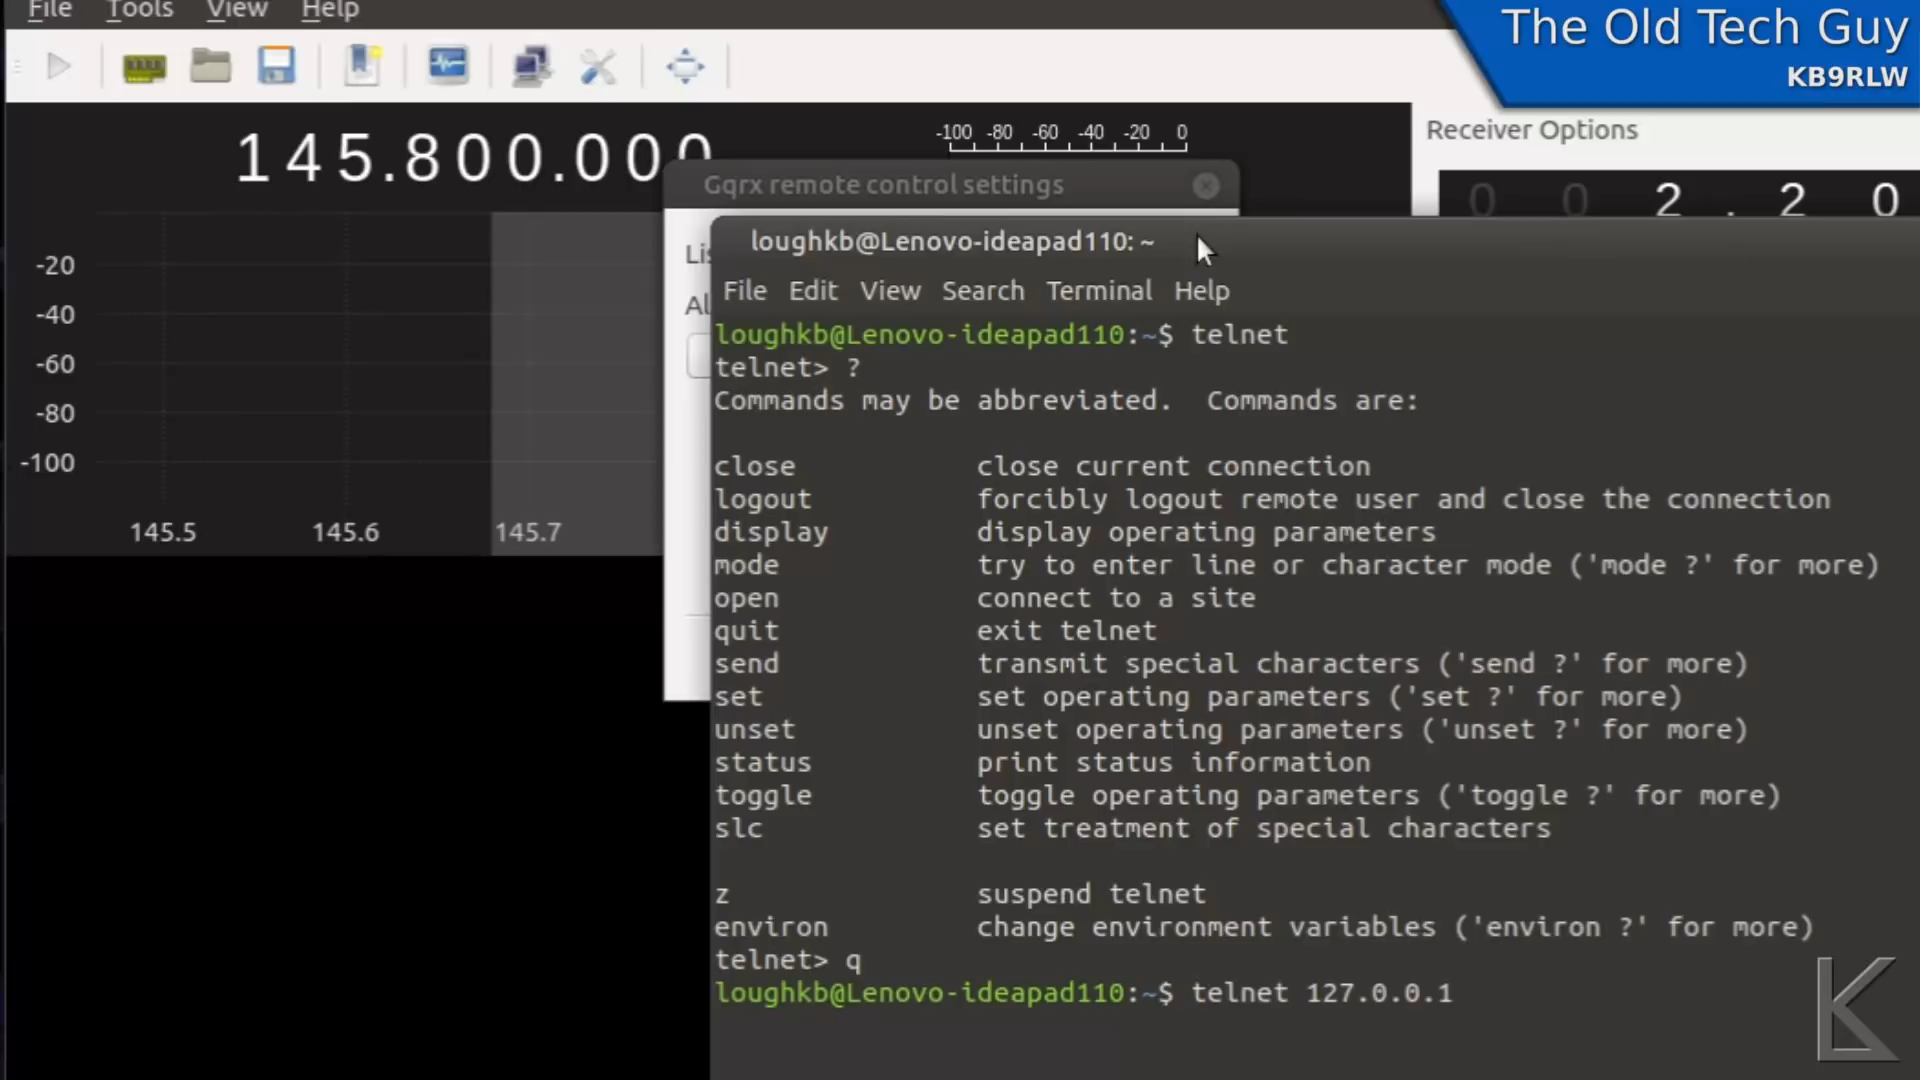 File Tools View Help
The Old Tech Guy
KB9RLW
145.800.000
-100 -80 -60 -40 -20 0
Receiver Options
0 0 2 . 2 0
Gqrx remote control settings
-20
-40
-60
-80
-100
145.5 145.6 145.7
loughkb@Lenovo-ideapad110: ~
File Edit View Search Terminal Help
loughkb@Lenovo-ideapad110:~$ telnet
telnet> ?
Commands may be abbreviated.  Commands are:
close close current connection
logout forcibly logout remote user and close the connection
display display operating parameters
mode try to enter line or character mode ('mode ?' for more)
open connect to a site
quit exit telnet
send transmit special characters ('send ?' for more)
set set operating parameters ('set ?' for more)
unset unset operating parameters ('unset ?' for more)
status print status information
toggle toggle operating parameters ('toggle ?' for more)
slc set treatment of special characters
z suspend telnet
environ change environment variables ('environ ?' for more)
telnet> q
loughkb@Lenovo-ideapad110:~$ telnet 127.0.0.1
K